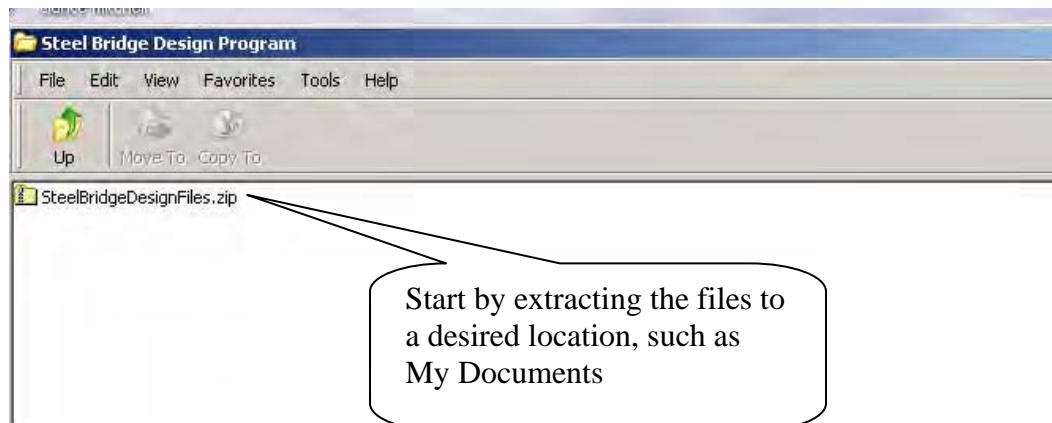 Steel Bridge Design Program
File Edit View Favorites Tools Help
Up Move To Copy To
SteelBridgeDesignFiles.zip
Start by extracting the files to
a desired location, such as
My Documents